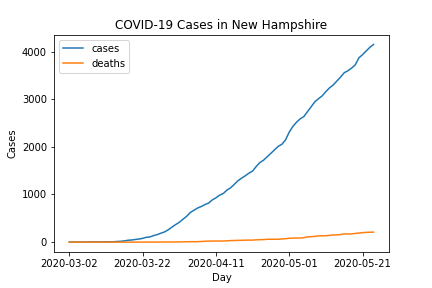 COVID-19 Cases in New Hampshire
cases
deaths
4000
3000
2000
1000
0
Cases
2020-03-02 2020-03-22 2020-04-11 2020-05-01 2020-05-21
Day